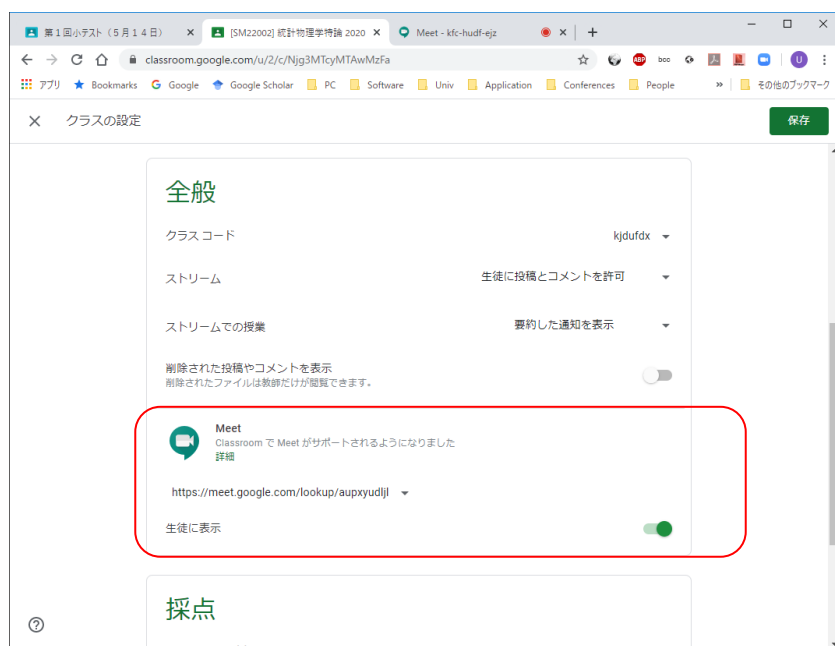 第1回小テスト（5月14日）
[SM22002] 統計物理学特論 2020
Meet - kfc-hudf-ejz
classroom.google.com/u/2/c/Njg3MTcyMTAwMzFa
ABP
bcc
U
アプリ
Bookmarks
Google
Google Scholar
PC
Software
Univ
Application
Conferences
People
»
その他のブックマーク
クラスの設定
保存
全般
クラス コード
kjdufdx
ストリーム
生徒に投稿とコメントを許可
ストリームでの授業
要約した通知を表示
削除された投稿やコメントを表示
削除されたファイルは教師だけが閲覧できます。
Meet
Classroom で Meet がサポートされるようになりました
詳細
https://meet.google.com/lookup/aupxyudljl
生徒に表示
採点